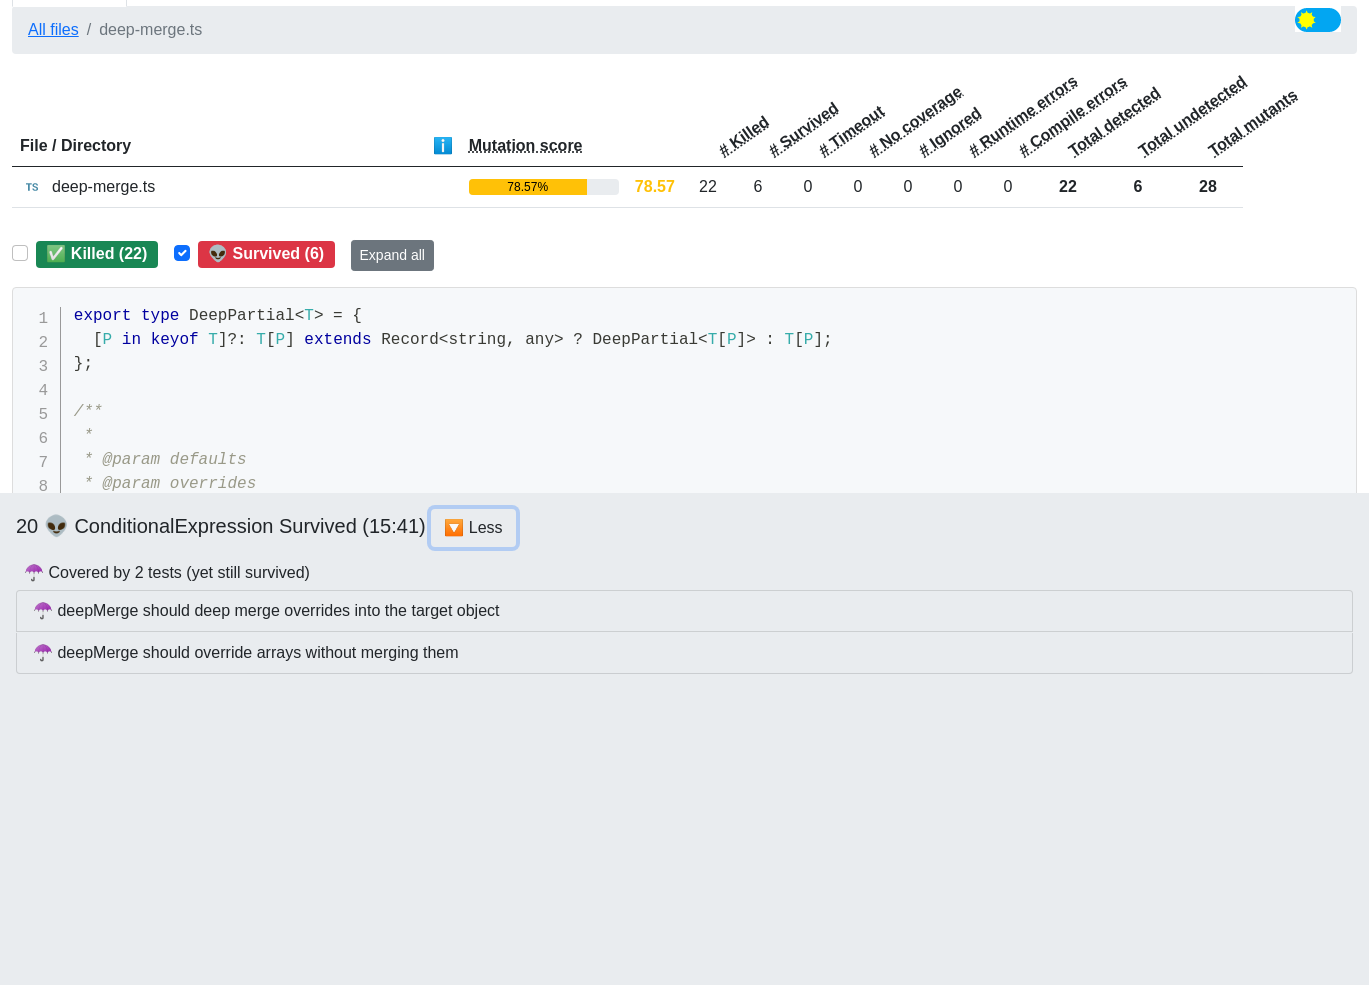 All files / deep-merge.ts
File / Directory Mutation score # Killed # Survived # Timeout # No coverage # Ignored # Runtime errors # Compile errors Total detected Total undetected Total mutants
TS deep-merge.ts 78.57% 78.57 22 6 0 0 0 0 0 22 6 28
✅ Killed (22) 👽 Survived (6) Expand all
1 export type DeepPartial<T> = {
2   [P in keyof T]?: T[P] extends Record<string, any> ? DeepPartial<T[P]> : T[P];
3 };
4
5 /**
6  *
7  * @param defaults
8  * @param overrides
20 👽 ConditionalExpression Survived (15:41) 🔽 Less
☂️ Covered by 2 tests (yet still survived)
☂️ deepMerge should deep merge overrides into the target object
☂️ deepMerge should override arrays without merging them